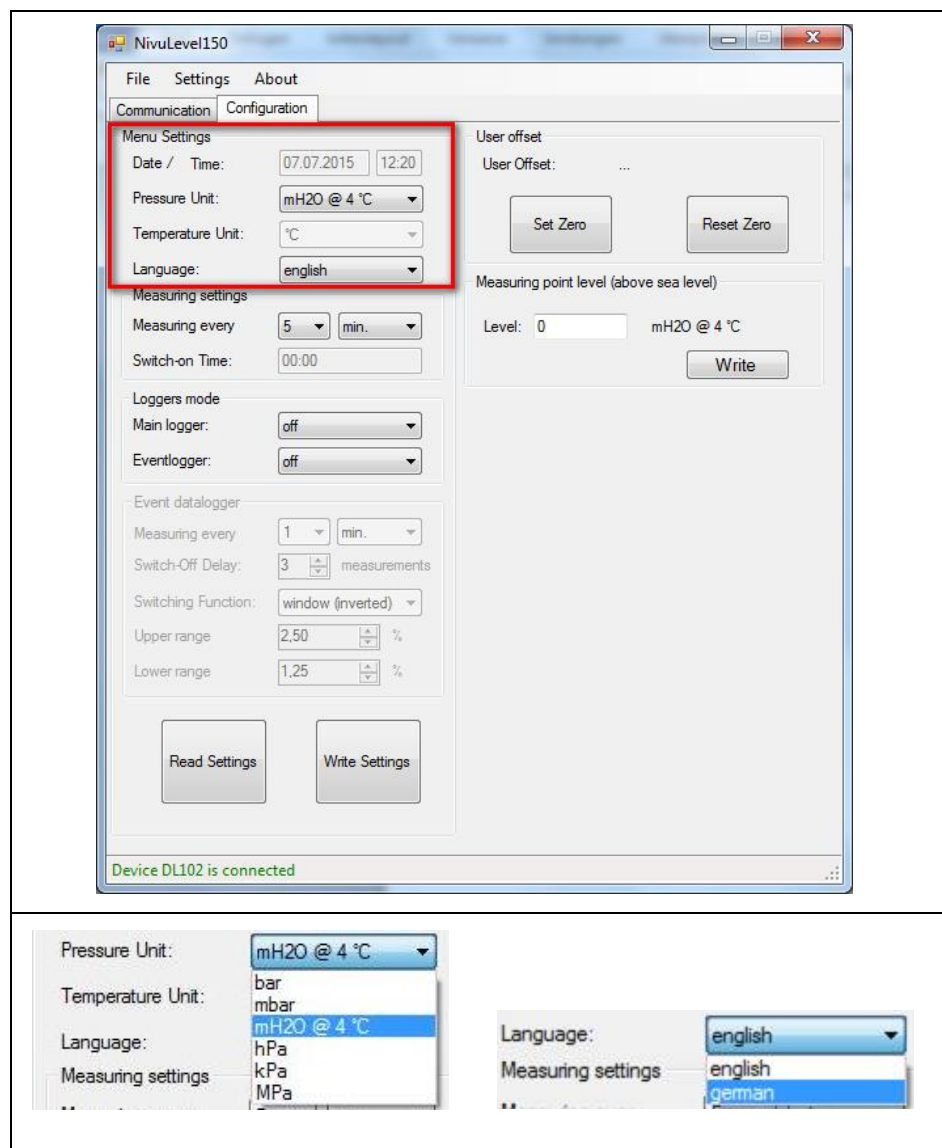 NivuLevel150
File Settings About
Communication Configuration
Menu Settings
Date / Time: 07.07.2015 12:20
Pressure Unit: mH2O @ 4 °C
Temperature Unit: °C
Language: english
Measuring settings
Measuring every 5 min.
Switch-on Time: 00:00
Loggers mode
Main logger: off
Eventlogger: off
Event datalogger
Measuring every 1 min.
Switch-Off Delay: 3 measurements
Switching Function: window (inverted)
Upper range 2,50 %
Lower range 1,25 %
Read Settings Write Settings
User offset
User Offset: ...
Set Zero Reset Zero
Measuring point level (above sea level)
Level: 0 mH2O @ 4 °C
Write
Device DL102 is connected
Pressure Unit: mH2O @ 4 °C
bar
Temperature Unit: mbar
mH2O @ 4 °C
Language: hPa
Measuring settings kPa
MPa
Language: english
Measuring settings english
german